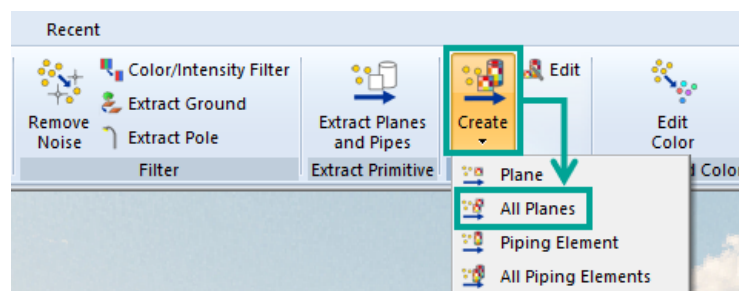 Recent
Color/Intensity Filter
Edit
Extract Ground
Remove
Noise
Extract Pole
Extract Planes
and Pipes
Create
Edit
Color
Filter
Extract Primitive
Plane
All Planes
Piping Element
All Piping Elements